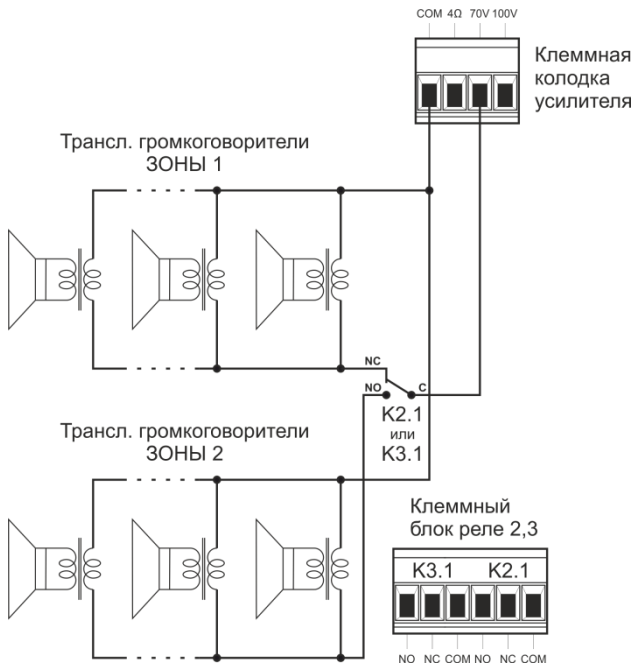 COM 4Ω 70V 100V
Клеммная
колодка
усилителя
Трансл. громкоговорители
ЗОНЫ 1
NC
NO C
K2.1
или
K3.1
Трансл. громкоговорители
ЗОНЫ 2
Клеммный
блок реле 2,3
K3.1 K2.1
NO NC COM NO NC COM